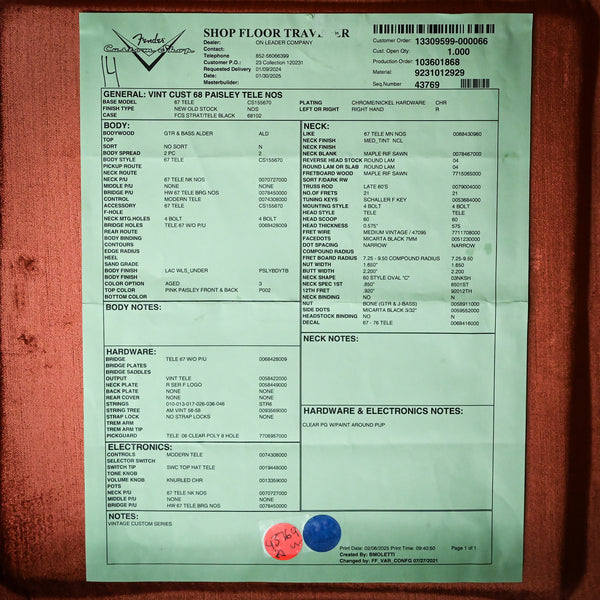 Fender
Custom Shop
14
SHOP FLOOR TRAVELER
Dealer: ON LEADER COMPANY
Contact:
Telephone 852-56066399
Customer P.O.: 23 Collection 120231
Requested Delivery 01/09/2024
Date: 01/30/2025
Masterbuilder:
Customer Order: 13309599-000066
Cust. Open Qty: 1.000
Production Order: 103601868
Material: 9231012929
Seq Number 43769
GENERAL: VINT CUST 68 PAISLEY TELE NOS
BASE MODEL 67 TELE CS155670 PLATING CHROME/NICKEL HARDWARE CHR
FINISH TYPE NEW OLD STOCK NOS LEFT OR RIGHT RIGHT HAND R
CASE FCS STRAT/TELE BLACK 68102
BODY:
BODYWOOD GTR & BASS ALDER ALD
TOP
SORT NO SORT N
BODY SPREAD 2 PC 2
BODY STYLE 67 TELE CS155670
PICKUP ROUTE
NECK ROUTE
NECK P/U 67 TELE NK NOS 0070727000
MIDDLE P/U NONE NONE
BRIDGE P/U HW 67 TELE BRG NOS 0078450000
CONTROL MODERN TELE 0074308000
ACCESSORY 67 TELE CS155670
F-HOLE
NECK MTG.HOLES 4 BOLT 4 BOLT
BRIDGE HOLES TELE 67 W/O P/U 0068428009
REAR ROUTE
BODY BINDING
CONTOURS
EDGE RADIUS
HEEL
SAND GRADE
BODY FINISH LAC WLS_UNDER PSLYBDYTB
BODY FINISH
COLOR OPTION AGED 3
TOP COLOR PINK PAISLEY FRONT & BACK P002
BOTTOM COLOR
BODY NOTES:
HARDWARE:
BRIDGE TELE 67 W/O P/U 0068428009
BRIDGE PLATES
BRIDGE SADDLES
OUTPUT VINT TELE 0058422000
NECK PLATE R SER F LOGO 0058449000
BACK PLATE NONE NONE
REAR COVER NONE NONE
STRINGS 010-013-017-026-036-046 STR6
STRING TREE AM VINT 56-58 0093569000
STRAP LOCK NO STRAP LOCKS NONE
TREM ARM
TREM ARM TIP
PICKGUARD TELE .08 CLEAR POLY 8 HOLE 7708957000
ELECTRONICS:
CONTROLS MODERN TELE 0074308000
SELECTOR SWITCH
SWITCH TIP SWC TOP HAT TELE 0019448000
TONE KNOB
VOLUME KNOB KNURLED CHR 0013359000
POTS
NECK P/U 67 TELE NK NOS 0070727000
MIDDLE P/U NONE NONE
BRIDGE P/U HW 67 TELE BRG NOS 0078450000
NECK:
LIKE 67 TELE MN NOS 0068430980
NECK FINISH MED_TINT NCL
NECK FINISH
NECK BLANK MAPLE RIF SAWN 0078467000
REVERSE HEAD STOCK ROUND LAM 04
ROUND LAM OR SLAB ROUND LAM 04
FRETBOARD WOOD MAPLE RIF SAWN 7715065000
SORT F/DARK RW
TRUSS ROD LATE 60'S 0079004000
NO.OF FRETS 21 21
TUNING KEYS SCHALLER F KEY 0053664000
MOUNTING STYLE 4 BOLT 4 BOLT
HEAD STYLE TELE TELE
HEAD SCOOP 60 60
HEAD THICKNESS 0.575" 575
FRET WIRE MEDIUM VINTAGE / 47095 7711708000
FACEDOTS MICARTA BLACK 7MM 0051230000
DOT SPACING NARROW NARROW
COMPOUND RADIUS
FRET BOARD RADIUS 7.25 - 9.50 COMPOUND RADIUS 7.25-9.50
NUT WIDTH 1.650" 1.650
BUTT WIDTH 2.200" 2.200
NECK SHAPE 60 STYLE OVAL "C" 03NKSH
NECK SPEC 1ST .850" 8501ST
12TH FRET .920" 92012TH
NECK BINDING NO N
NUT BONE (GTR & J-BASS) 0058911000
SIDE DOTS MICARTA BLACK 3/32" 0059552000
HEADSTOCK BINDING NO N
DECAL 67 - 76 TELE 0068416000
NECK NOTES:
HARDWARE & ELECTRONICS NOTES:
CLEAR PG W/PAINT AROUND PUP
NOTES:
VINTAGE CUSTOM SERIES
43769
Print Date: 02/06/2025 Print Time: 09:40:50 Page 1 of 1
Created By: BMOLETTI
Changed by: FF_VAR_CONFG 07/27/2021